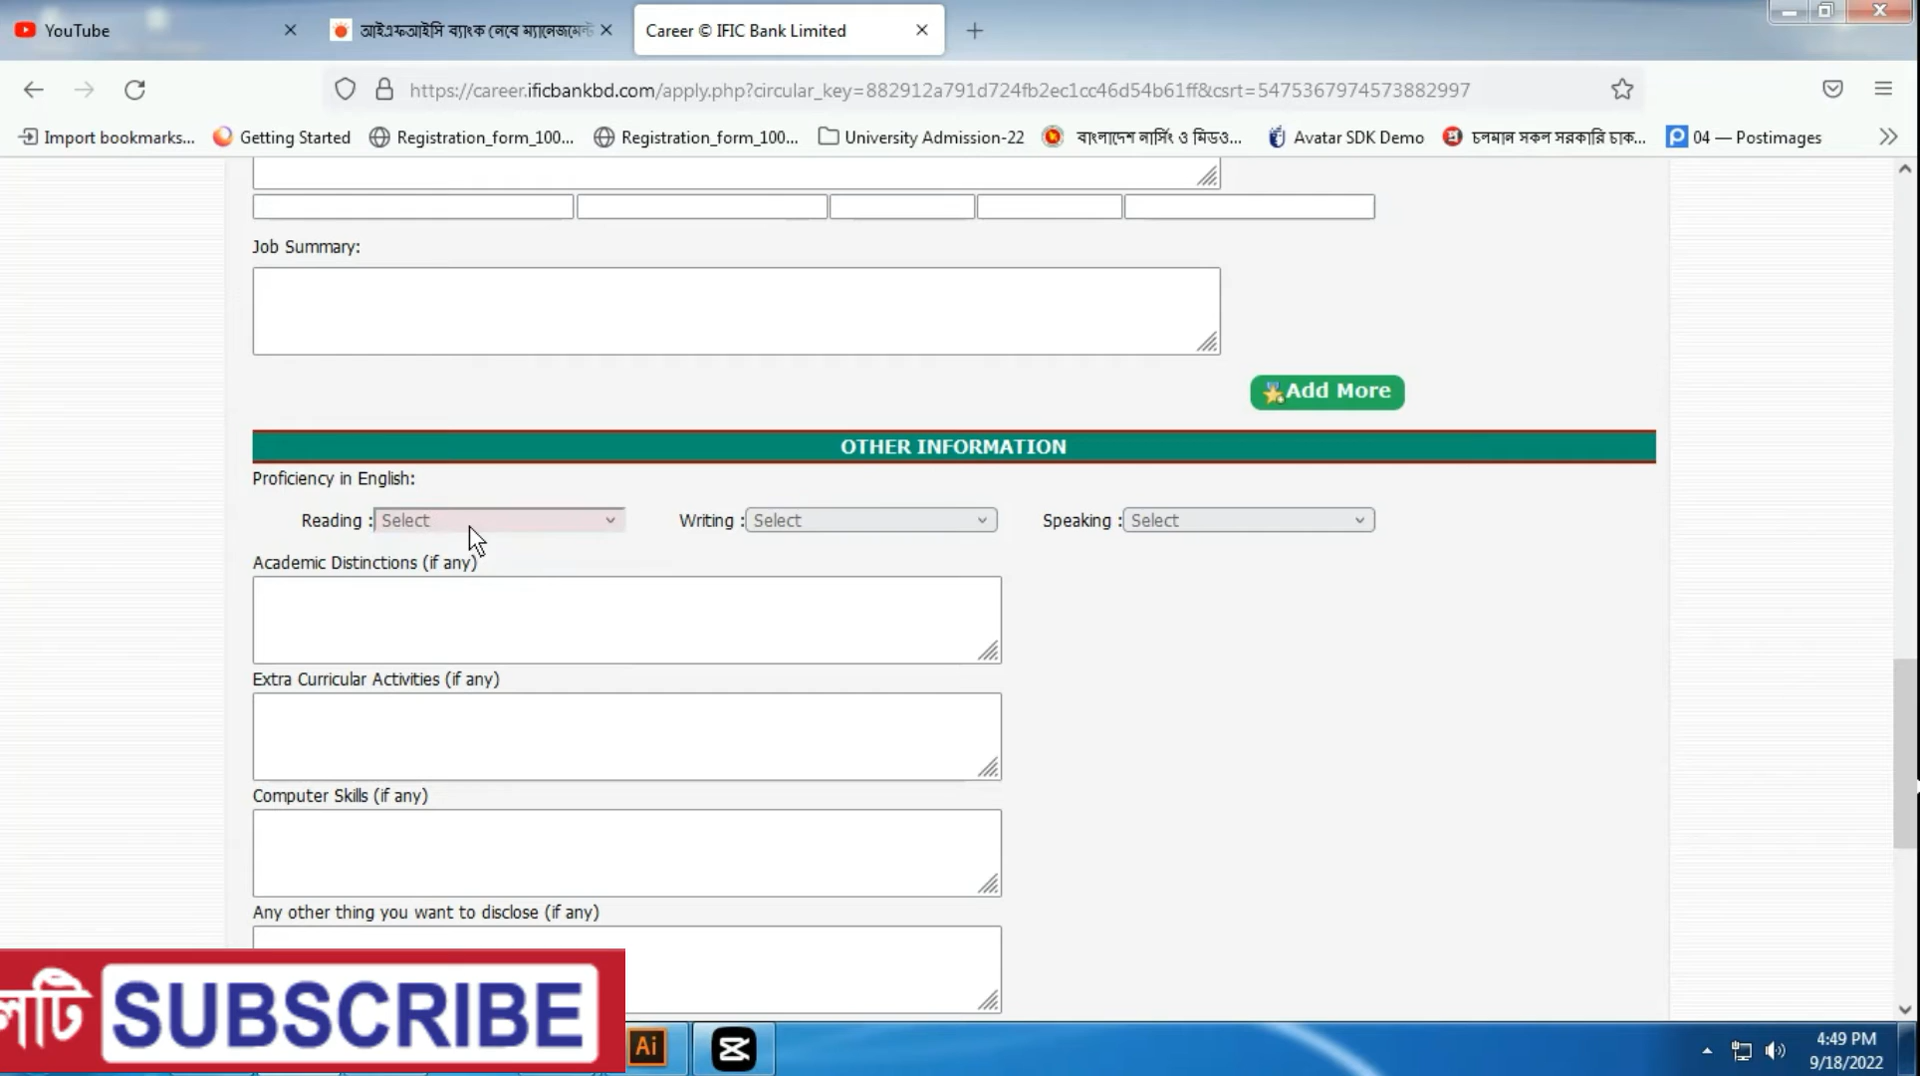 YouTube
আইএফআইসি ব্যাংক নেবে ম্যানেজমেন্ট
Career © IFIC Bank Limited
https://career.ificbankbd.com/apply.php?circular_key=882912a791d724fb2ec1cc46d54b61ff&csrt=5475367974573882997
Import bookmarks...
Getting Started
Registration_form_100...
Registration_form_100...
University Admission-22
বাংলাদেশ নার্সিং ও মিডও...
Avatar SDK Demo
চলমান সকল সরকারি চাক...
04 — Postimages
Job Summary:
Add More
OTHER INFORMATION
Proficiency in English:
Reading : Select Writing : Select Speaking : Select
Academic Distinctions (if any)
Extra Curricular Activities (if any)
Computer Skills (if any)
Any other thing you want to disclose (if any)
SUBSCRIBE
Ai
4:49 PM
9/18/2022